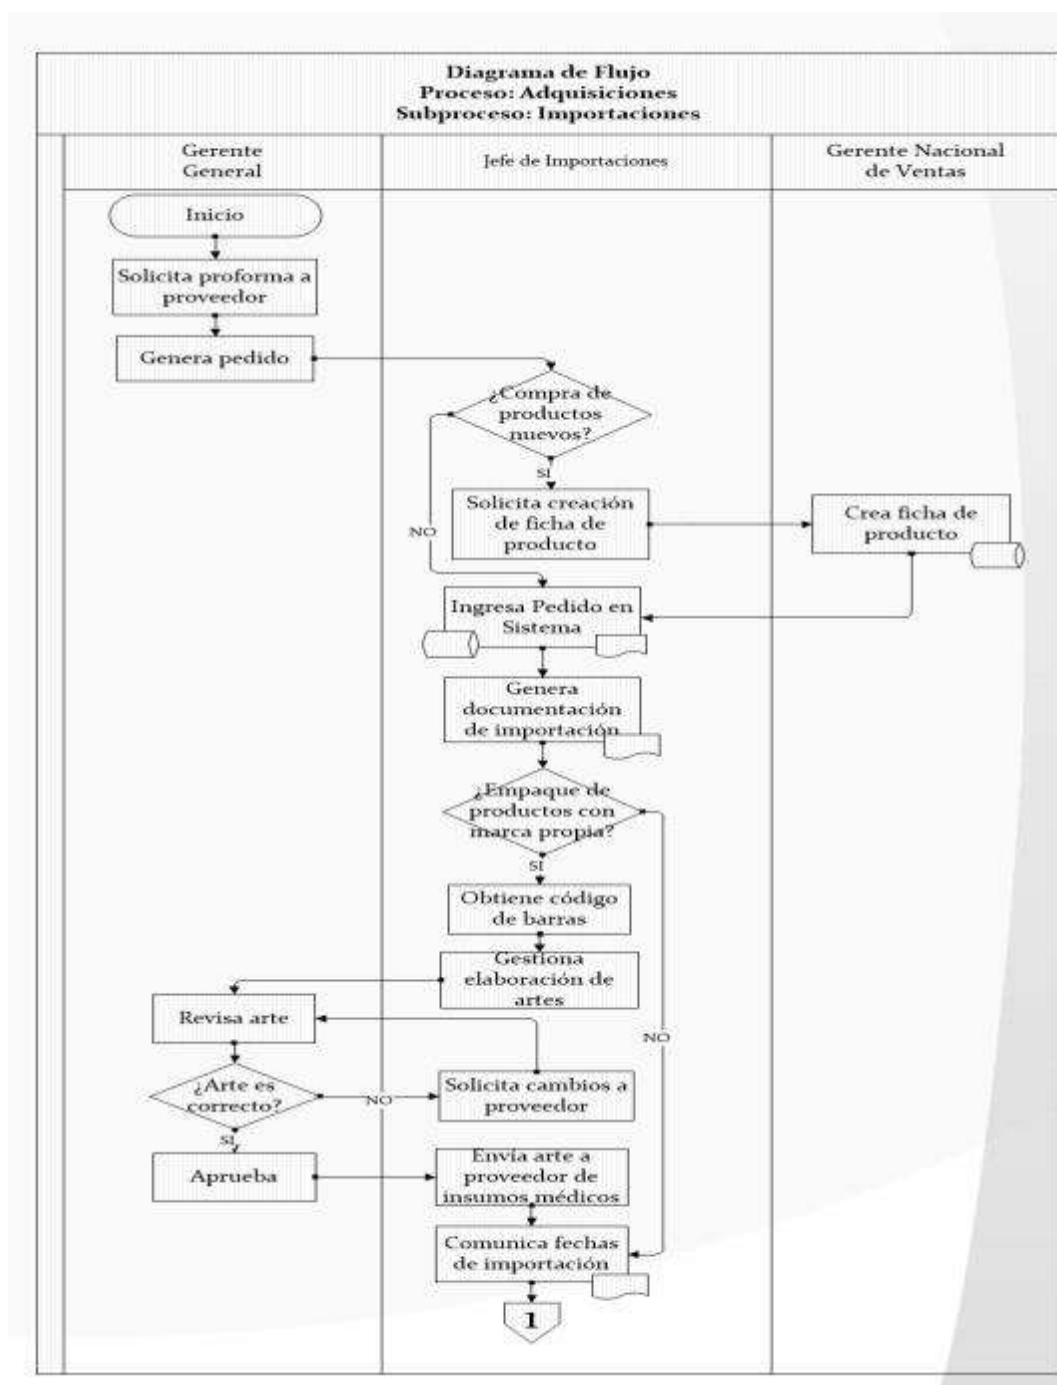 Diagrama de Flujo
Proceso: Adquisiciones
Subproceso: Importaciones
Gerente
General
Jefe de Importaciones
Gerente Nacional
de Ventas
Inicio
Solicita proforma a
proveedor
Genera pedido
¿Compra de
productos
nuevos?
SI
NO
Solicita creación
de ficha de
producto
Crea ficha de
producto
Ingresa Pedido en
Sistema
Genera
documentación
de importación
¿Empaque de
productos con
marca propia?
SI
NO
Obtiene código
de barras
Gestiona
elaboración de
artes
Revisa arte
¿Arte es
correcto?
NO
SI
Solicita cambios a
proveedor
Aprueba
Envía arte a
proveedor de
insumos médicos
Comunica fechas
de importación
1